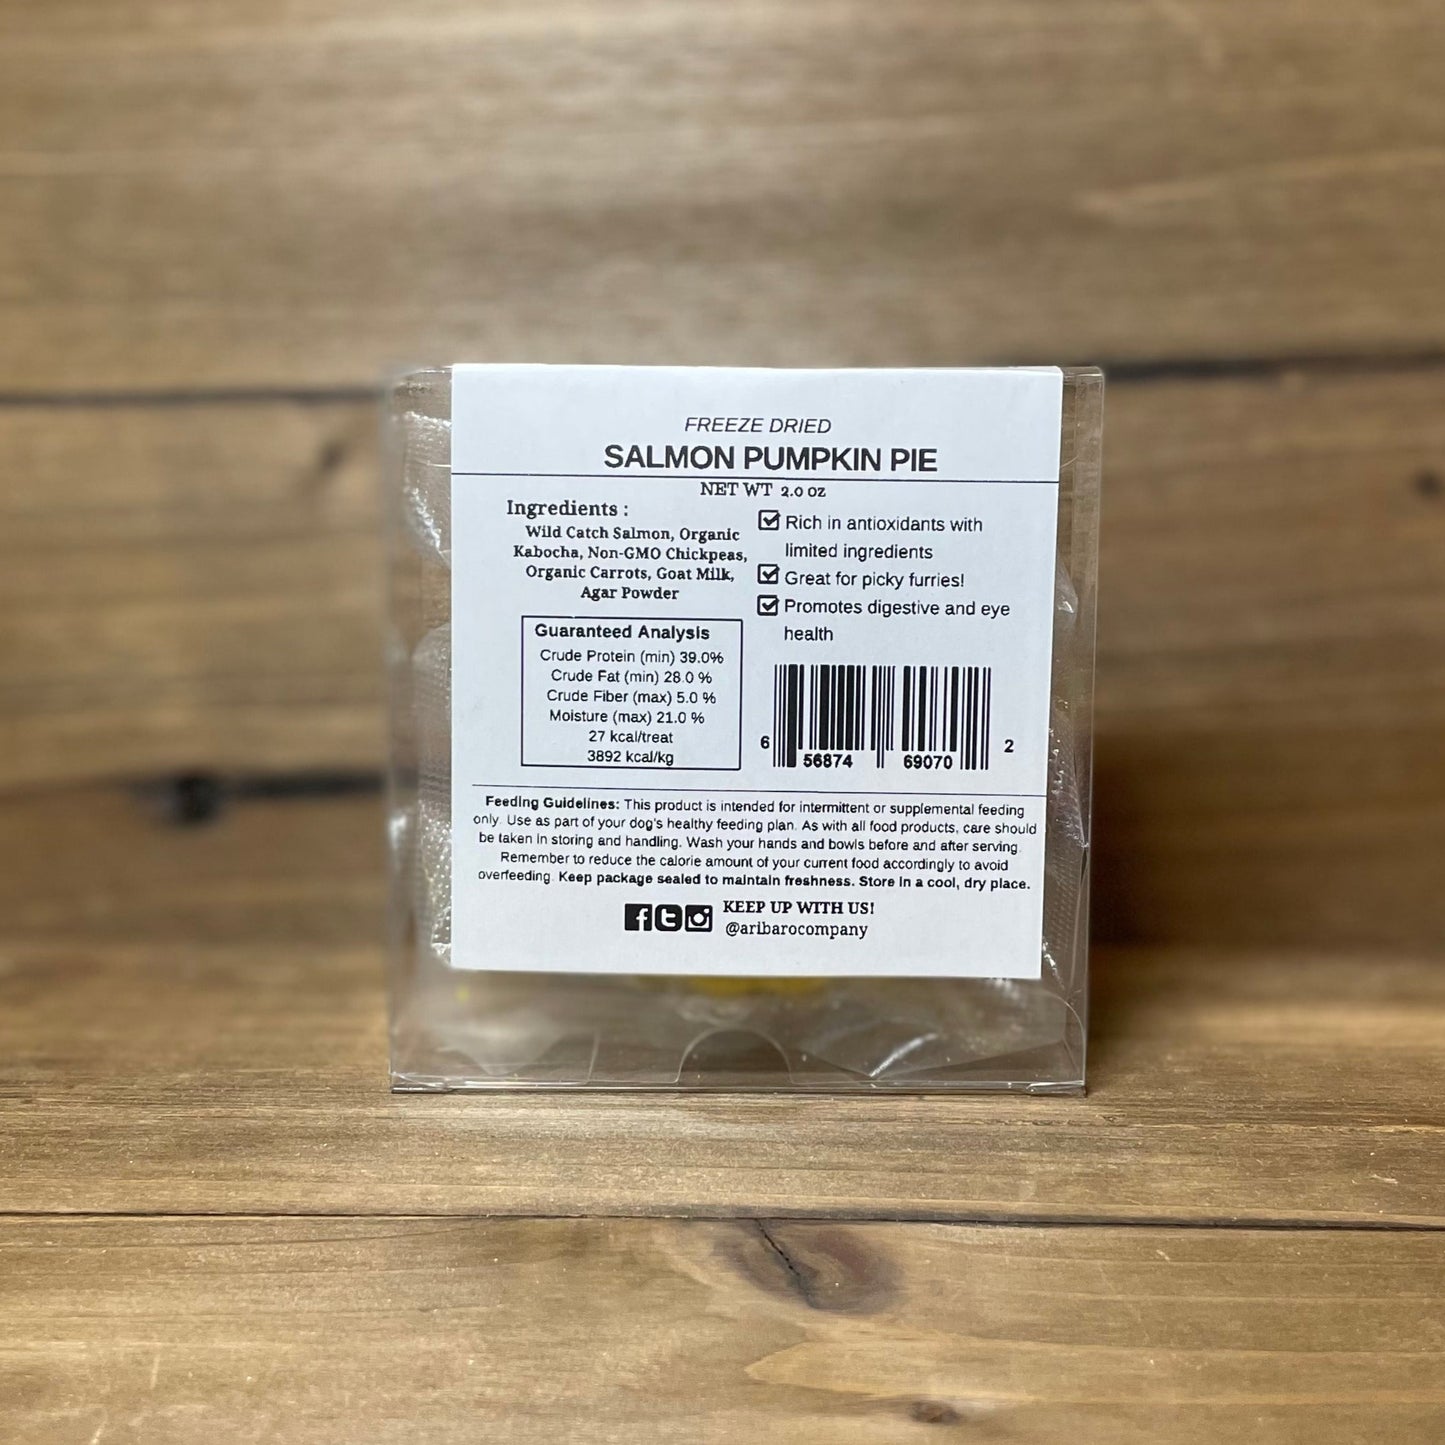 FREEZE DRIED
SALMON PUMPKIN PIE
NET WT 2.0 OZ
Ingredients :
Wild Catch Salmon, Organic
Kabocha, Non-GMO Chickpeas,
Organic Carrots, Goat Milk,
Agar Powder
Guaranteed Analysis
Crude Protein (min) 39.0%
Crude Fat (min) 28.0 %
Crude Fiber (max) 5.0 %
Moisture (max) 21.0 %
27 kcal/treat
3892 kcal/kg
Rich in antioxidants with
limited ingredients
Great for picky furries!
Promotes digestive and eye
health
6 56874 69070 2
Feeding Guidelines: This product is intended for intermittent or supplemental feeding
only. Use as part of your dog's healthy feeding plan. As with all food products, care should
be taken in storing and handling. Wash your hands and bowls before and after serving.
Remember to reduce the calorie amount of your current food accordingly to avoid
overfeeding. Keep package sealed to maintain freshness. Store in a cool, dry place.
KEEP UP WITH US!
@aribarocompany